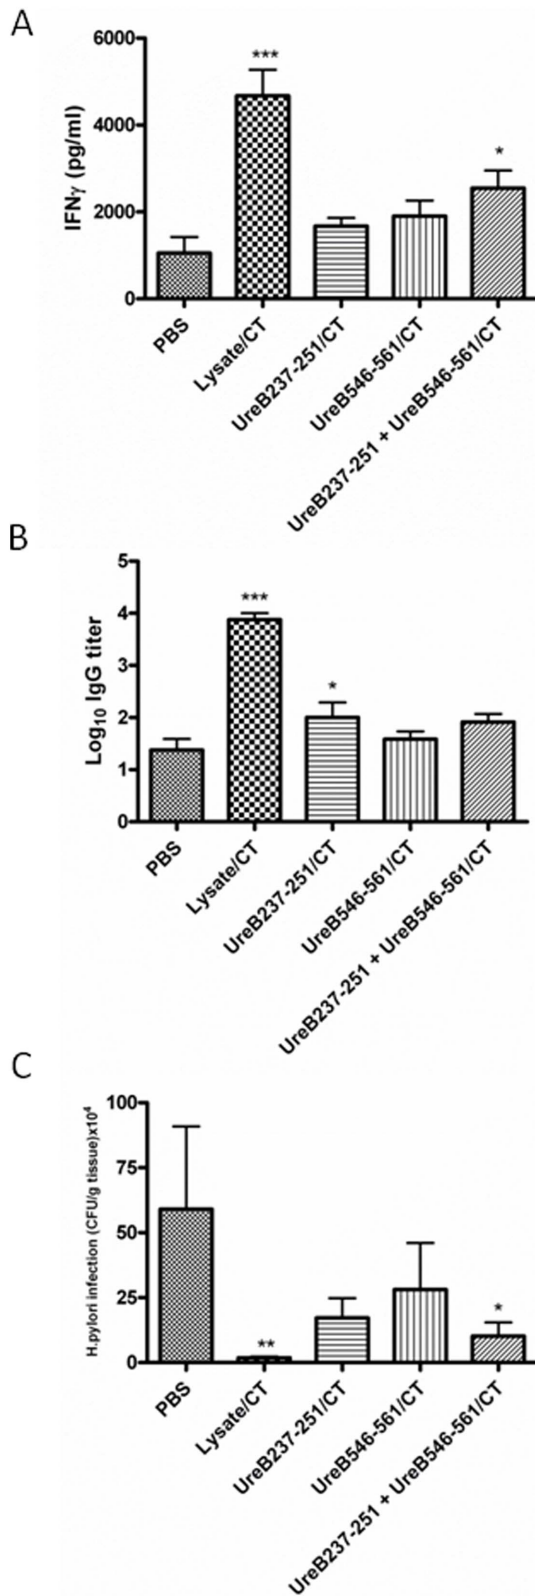 A
IFNγ (pg/ml)
6000
4000
2000
0
***
*
PBS
Lysate/CT
UreB237-251/CT
UreB546-561/CT
UreB237-251 + UreB546-561/CT
B
Log₁₀ IgG titer
5
4
3
2
1
0
***
*
PBS
Lysate/CT
UreB237-251/CT
UreB546-561/CT
UreB237-251 + UreB546-561/CT
C
H.pylori infection (CFU/g tissue)x10⁴
100
75
50
25
0
**
*
PBS
Lysate/CT
UreB237-251/CT
UreB546-561/CT
UreB237-251 + UreB546-561/CT